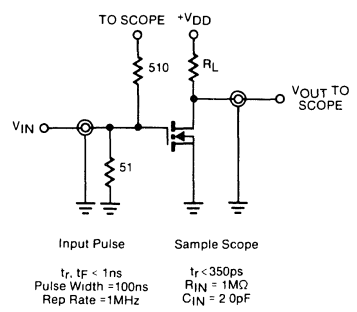 TO SCOPE +VDD
510 RL
VOUT TO
SCOPE
VIN
51
Input Pulse Sample Scope
tr, tF < 1ns tr<350ps
Pulse Width =100ns RIN = 1MΩ
Rep Rate =1MHz CIN = 2 0pF